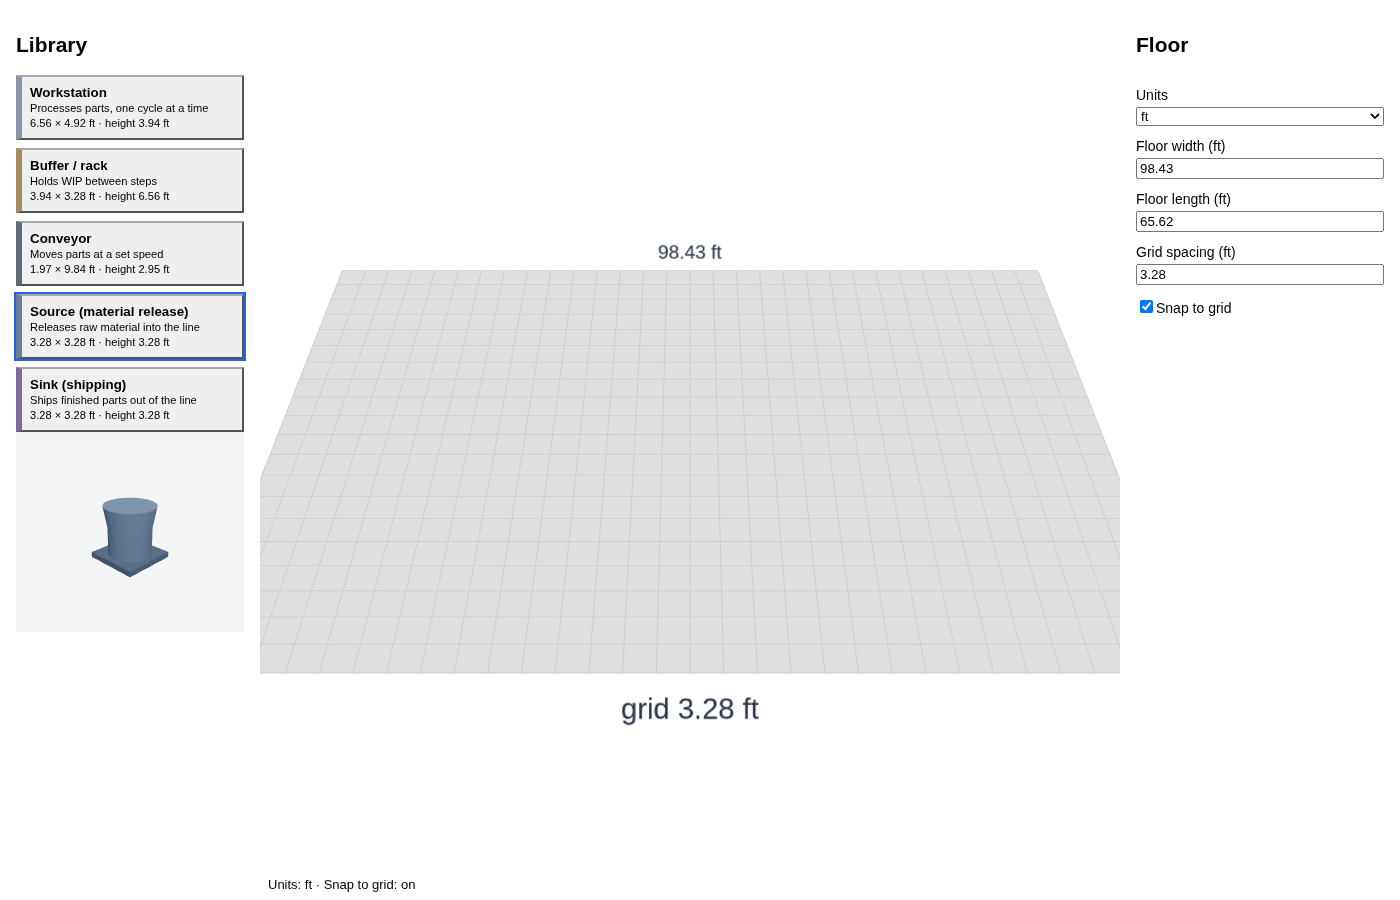 Library
Workstation
Processes parts, one cycle at a time
6.56 × 4.92 ft · height 3.94 ft
Buffer / rack
Holds WIP between steps
3.94 × 3.28 ft · height 6.56 ft
Conveyor
Moves parts at a set speed
1.97 × 9.84 ft · height 2.95 ft
Source (material release)
Releases raw material into the line
3.28 × 3.28 ft · height 3.28 ft
Sink (shipping)
Ships finished parts out of the line
3.28 × 3.28 ft · height 3.28 ft
98.43 ft
grid 3.28 ft
Units: ft · Snap to grid: on
Floor
Units
ft
Floor width (ft)
98.43
Floor length (ft)
65.62
Grid spacing (ft)
3.28
Snap to grid